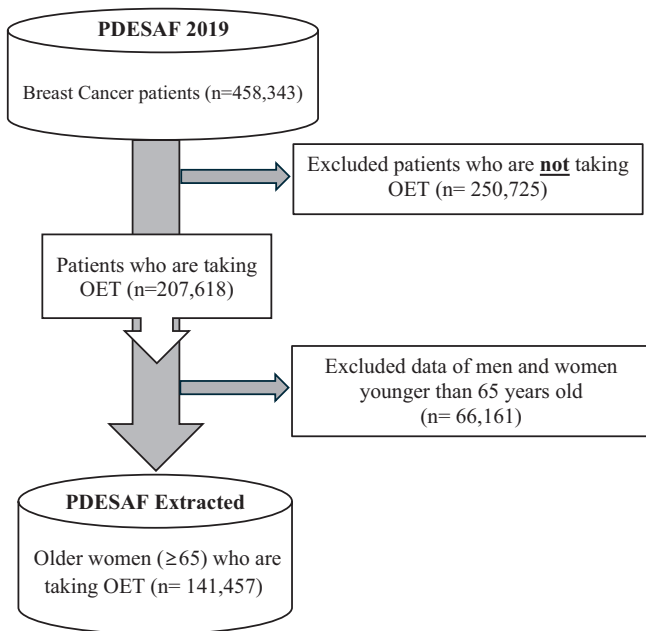 PDESAF 2019
Breast Cancer patients (n=458,343)
Excluded patients who are not taking
OET (n= 250,725)
Patients who are taking
OET (n=207,618)
Excluded data of men and women
younger than 65 years old
(n= 66,161)
PDESAF Extracted
Older women (≥65) who are
taking OET (n= 141,457)